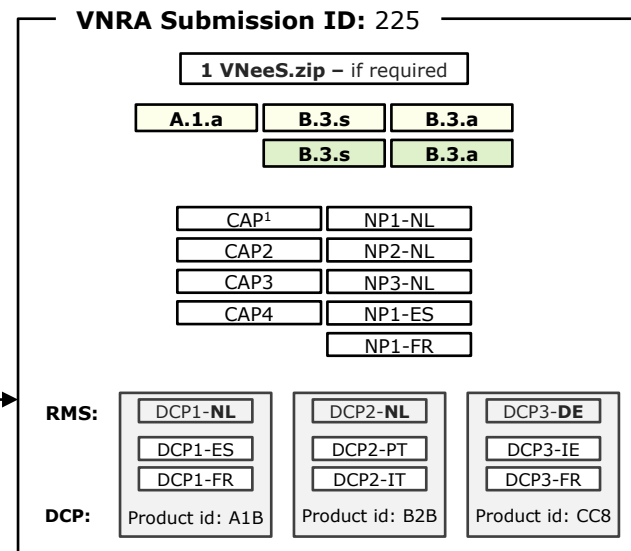 VNRA Submission ID: 225
1 VNeeS.zip – if required
A.1.a B.3.s B.3.a
B.3.s B.3.a
CAP¹ NP1-NL
CAP2 NP2-NL
CAP3 NP3-NL
CAP4 NP1-ES
NP1-FR
RMS: DCP1-NL DCP2-NL DCP3-DE
DCP1-ES DCP2-PT DCP3-IE
DCP1-FR DCP2-IT DCP3-FR
DCP: Product id: A1B Product id: B2B Product id: CC8